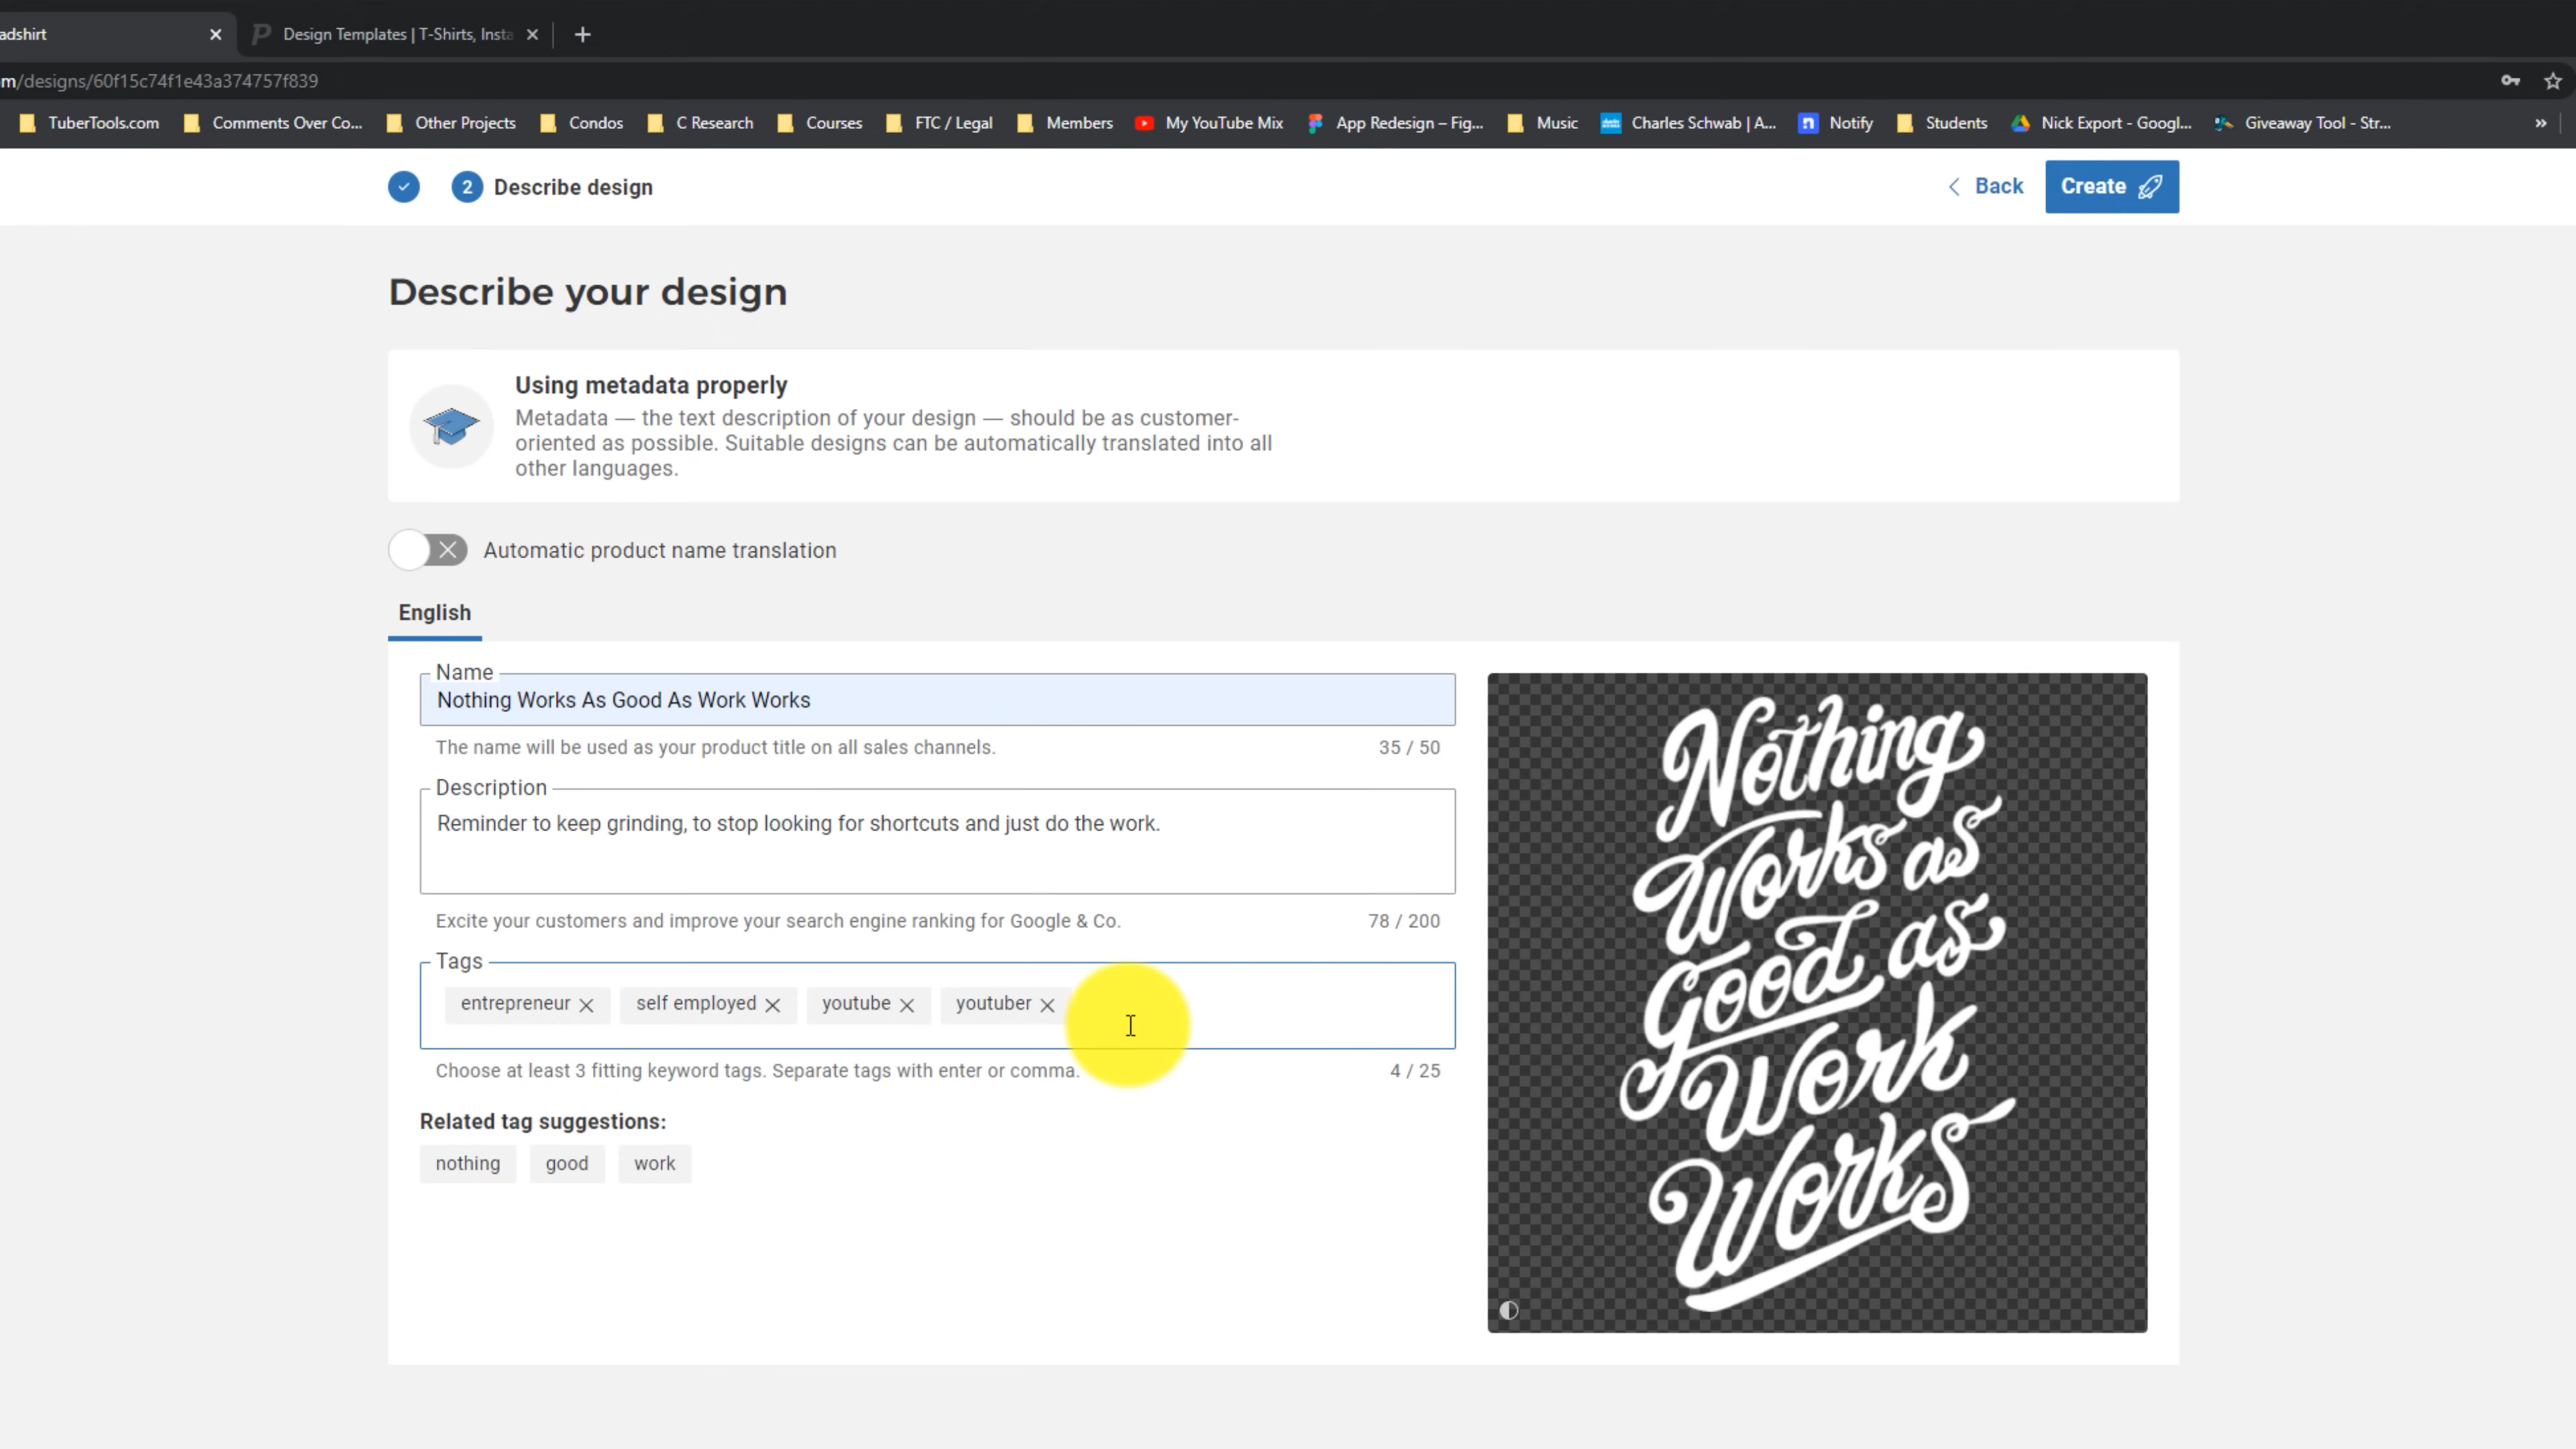 adshirt
Design Templates | T-Shirts, Insta
m/designs/60f15c74f1e43a374757f839
TuberTools.com Comments Over Co... Other Projects Condos C Research Courses FTC / Legal Members My YouTube Mix App Redesign – Fig... Music Charles Schwab | A... Notify Students Nick Export - Googl... Giveaway Tool - Str... »
2 Describe design Back Create
Describe your design
Using metadata properly
Metadata — the text description of your design — should be as customer-
oriented as possible. Suitable designs can be automatically translated into all
other languages.
Automatic product name translation
English
Name
Nothing Works As Good As Work Works
The name will be used as your product title on all sales channels. 35 / 50
Description
Reminder to keep grinding, to stop looking for shortcuts and just do the work.
Excite your customers and improve your search engine ranking for Google & Co. 78 / 200
Tags
entrepreneur self employed youtube youtuber
Choose at least 3 fitting keyword tags. Separate tags with enter or comma. 4 / 25
Related tag suggestions:
nothing good work
Nothing
Works as
Good as
Work
Works